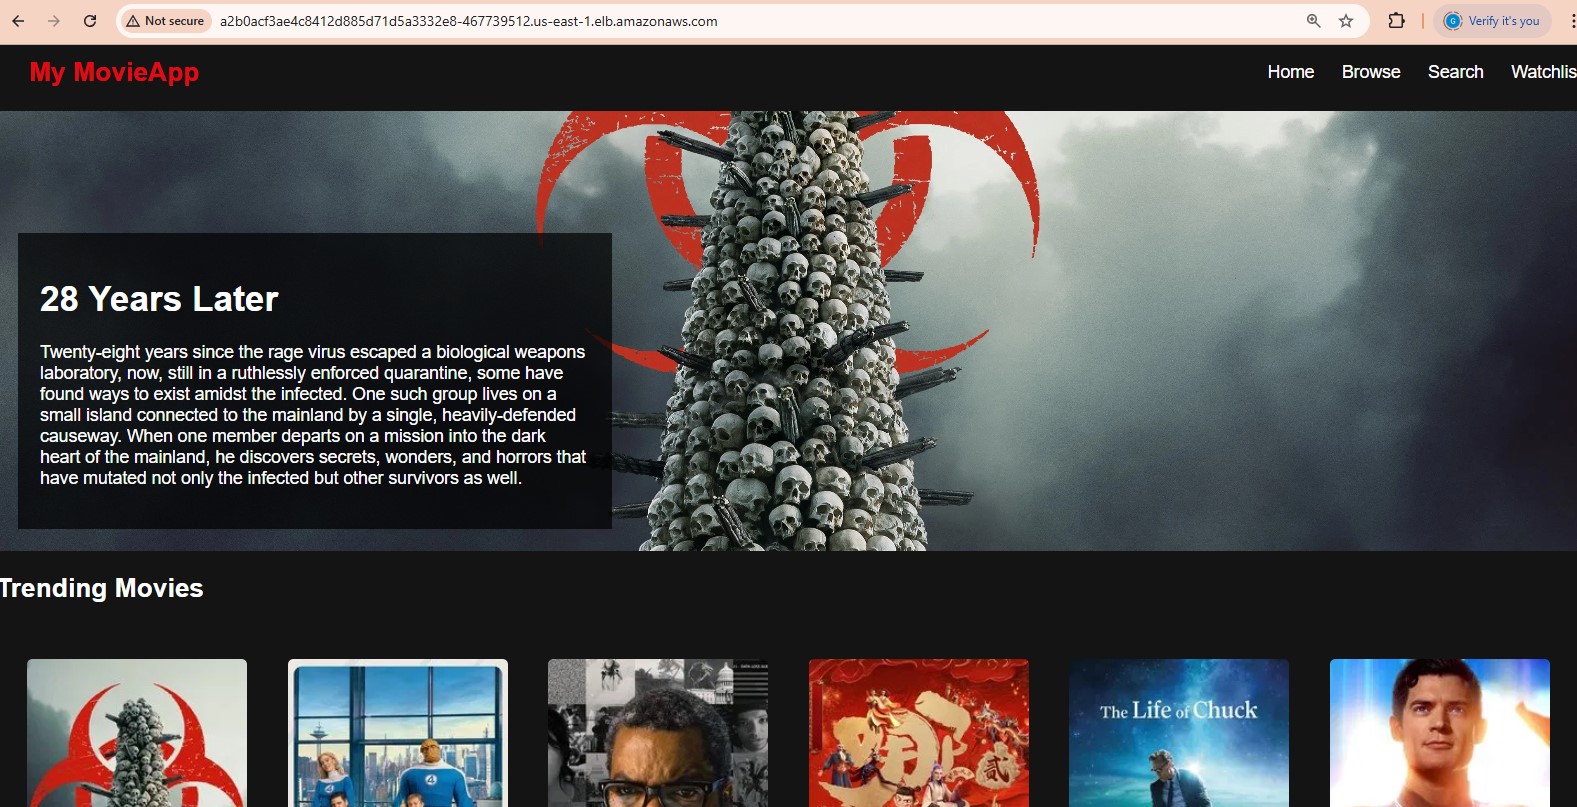 Not secure
a2b0acf3ae4c8412d885d71d5a3332e8-467739512.us-east-1.elb.amazonaws.com
G
Verify it's you
My MovieApp
Home
Browse
Search
Watchlis
28 Years Later
Twenty-eight years since the rage virus escaped a biological weapons
laboratory, now, still in a ruthlessly enforced quarantine, some have
found ways to exist amidst the infected. One such group lives on a
small island connected to the mainland by a single, heavily-defended
causeway. When one member departs on a mission into the dark
heart of the mainland, he discovers secrets, wonders, and horrors that
have mutated not only the infected but other survivors as well.
Trending Movies
4
4
The Life of Chuck